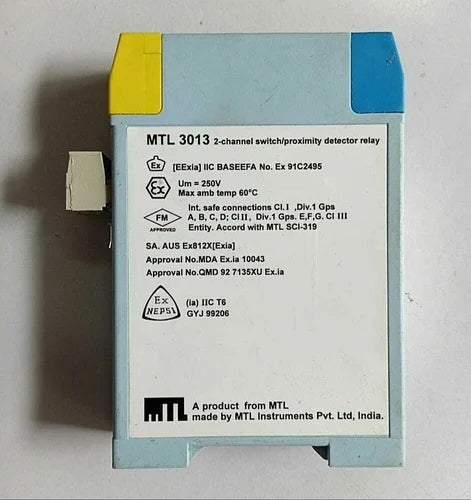 MTL 3013 2-channel switch/proximity detector relay
Ex [EExia] IIC BASEEFA No. Ex 91C2495
Ex Um = 250V
Max amb temp 60°C
FM APPROVED
Int. safe connections Cl. I ,Div.1 Gps
A, B, C, D; Cl II , Div.1 Gps. E,F,G. Cl III
Entity. Accord with MTL SCI-319
SA. AUS Ex812X[Exia]
Approval No.MDA Ex.ia 10043
Approval No.QMD 92 7135XU Ex.ia
Ex NEPSI
(ia) IIC T6
GYJ 99206
MTL A product from MTL
made by MTL Instruments Pvt. Ltd, India.